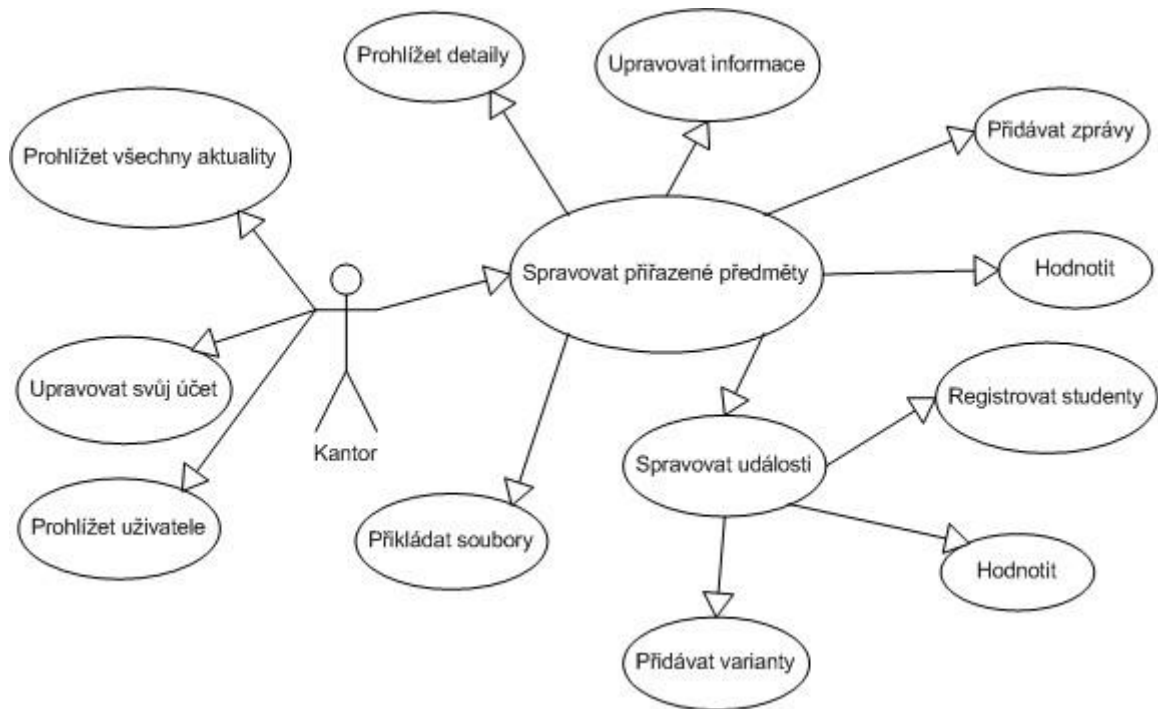 Prohlížet detaily
Upravovat informace
Přidávat zprávy
Prohlížet všechny aktuality
Spravovat přiřazené předměty
Hodnotit
Upravovat svůj účet
Registrovat studenty
Kantor
Spravovat události
Prohlížet uživatele
Přikládat soubory
Hodnotit
Přidávat varianty